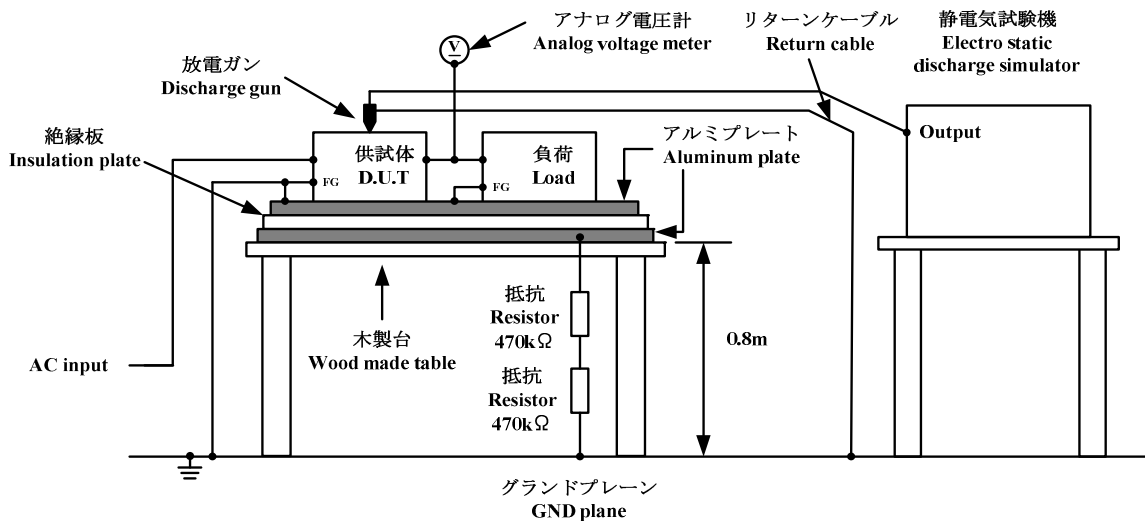 アナログ電圧計
Analog voltage meter
リターンケーブル
Return cable
静電気試験機
Electro static
discharge simulator
V
放電ガン
Discharge gun
絶縁板
Insulation plate
供試体
D.U.T
FG
負荷
Load
FG
アルミプレート
Aluminum plate
Output
抵抗
Resistor
470kΩ
木製台
Wood made table
0.8m
AC input
抵抗
Resistor
470kΩ
グランドプレーン
GND plane